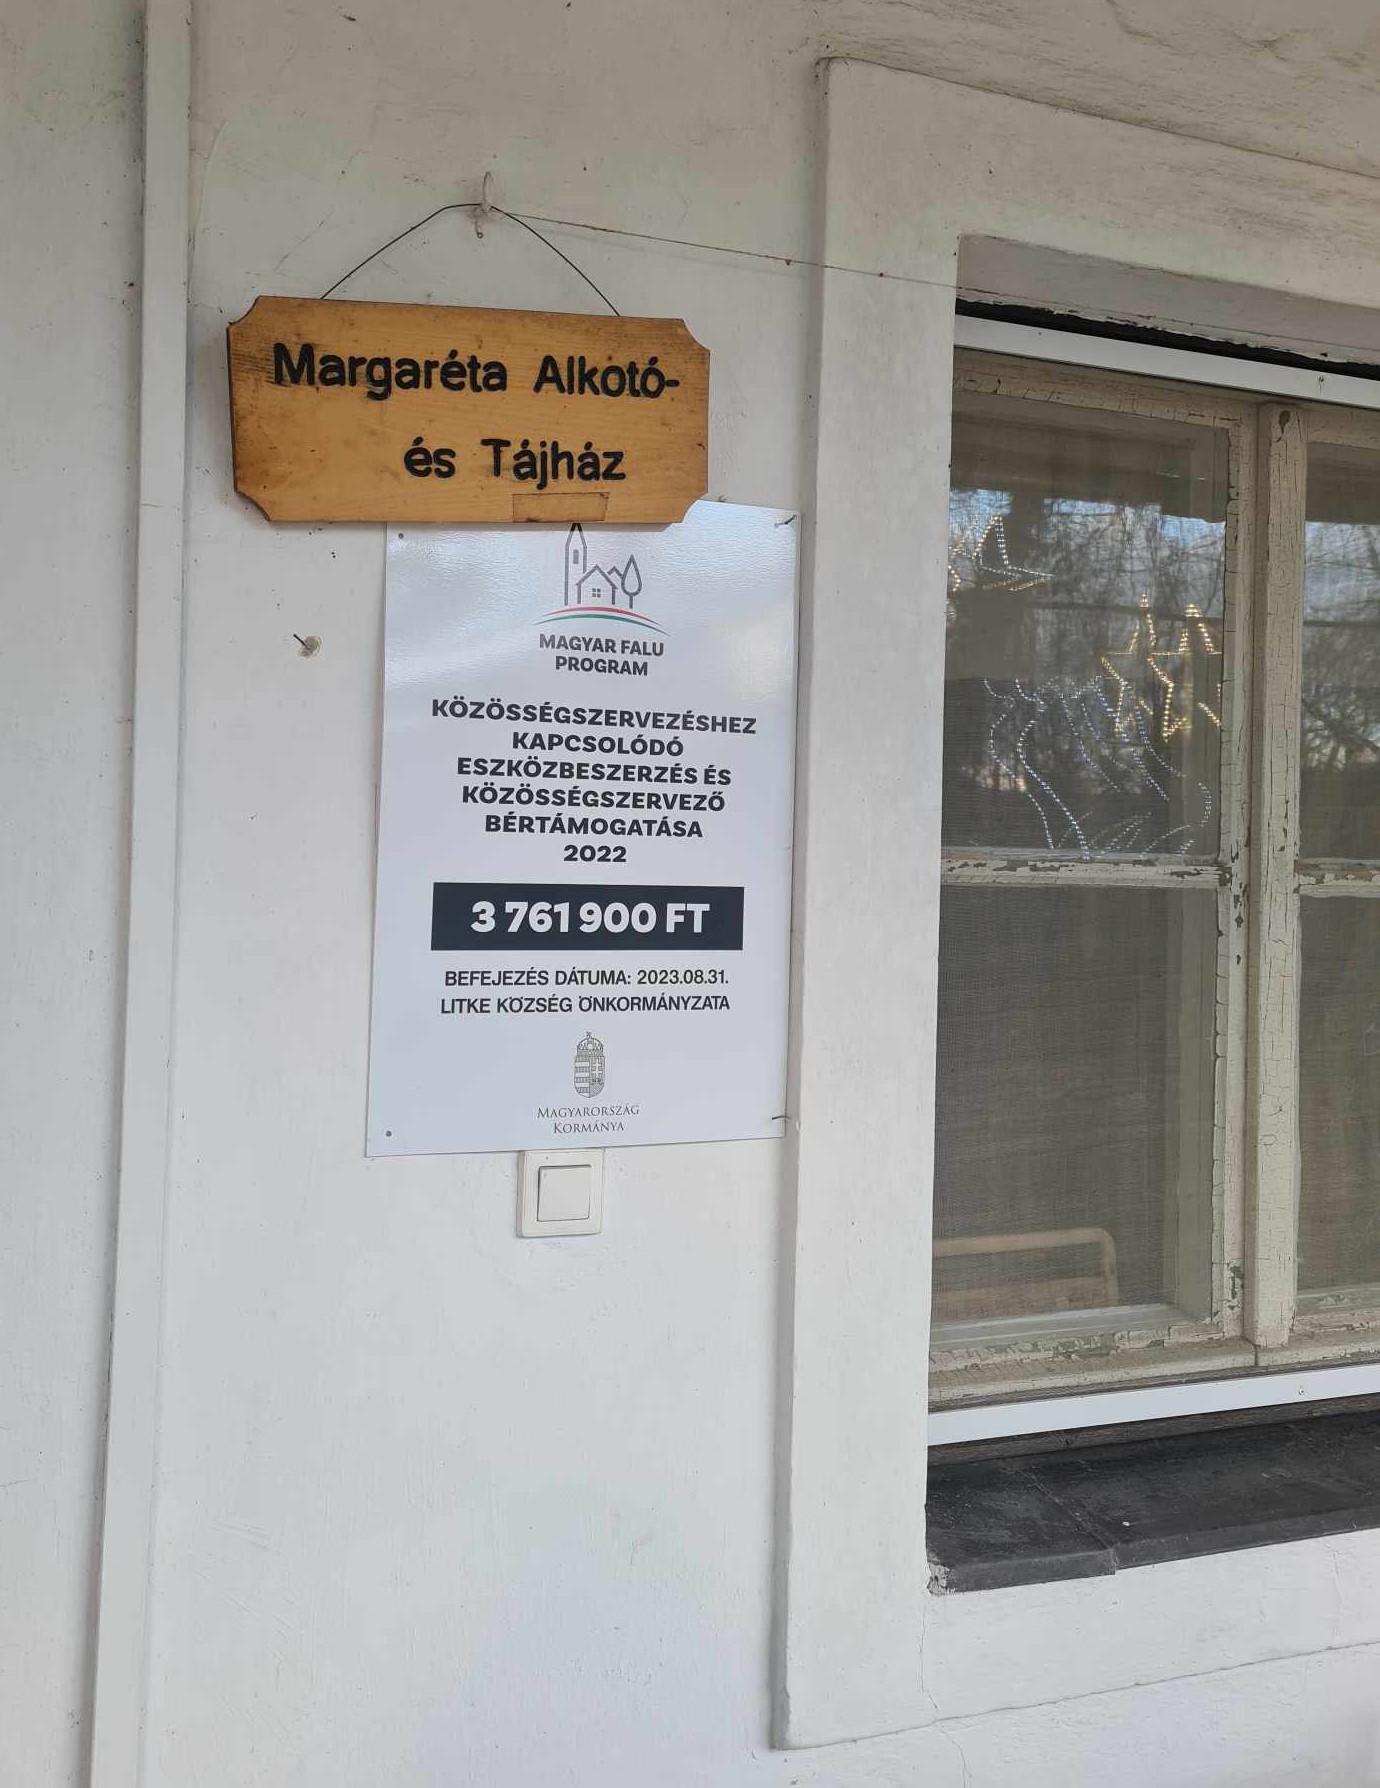 Margaréta Alkotó-
és Tájház
MAGYAR FALU
PROGRAM
KÖZÖSSÉGSZERVEZÉSHEZ
KAPCSOLÓDÓ
ESZKÖZBESZERZÉS ÉS
KÖZÖSSÉGSZERVEZŐ
BÉRTÁMOGATÁSA
2022
3 761 900 FT
BEFEJEZÉS DÁTUMA: 2023.08.31.
LITKE KÖZSÉG ÖNKORMÁNYZATA
MAGYARORSZÁG
KORMÁNYA